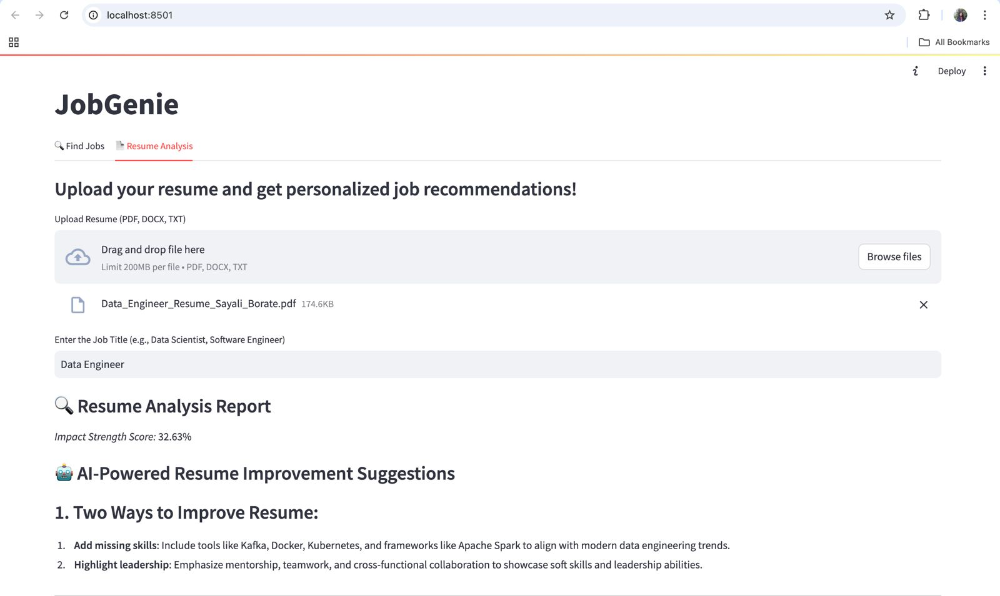 localhost:8501
All Bookmarks
Deploy
JobGenie
Find Jobs
Resume Analysis
Upload your resume and get personalized job recommendations!
Upload Resume (PDF, DOCX, TXT)
Drag and drop file here
Browse files
Limit 200MB per file • PDF, DOCX, TXT
Data_Engineer_Resume_Sayali_Borate.pdf 174.6KB
Enter the Job Title (e.g., Data Scientist, Software Engineer)
Data Engineer
Resume Analysis Report
Impact Strength Score: 32.63%
AI-Powered Resume Improvement Suggestions
1. Two Ways to Improve Resume:
1. Add missing skills: Include tools like Kafka, Docker, Kubernetes, and frameworks like Apache Spark to align with modern data engineering trends.
2. Highlight leadership: Emphasize mentorship, teamwork, and cross-functional collaboration to showcase soft skills and leadership abilities.